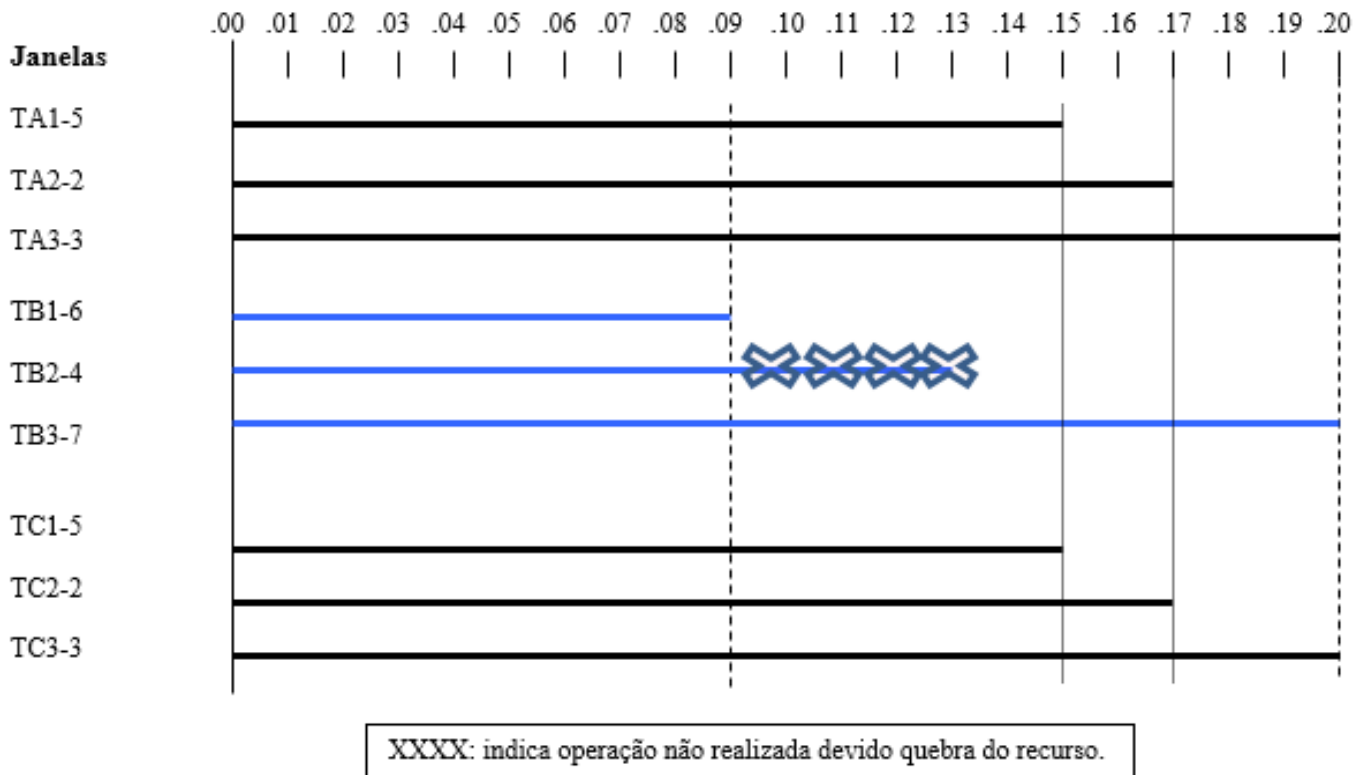 .00 .01 .02 .03 .04 .05 .06 .07 .08 .09 .10 .11 .12 .13 .14 .15 .16 .17 .18 .19 .20
Janelas
TA1-5
TA2-2
TA3-3
TB1-6
TB2-4
TB3-7
TC1-5
TC2-2
TC3-3
XXXX: indica operação não realizada devido quebra do recurso.